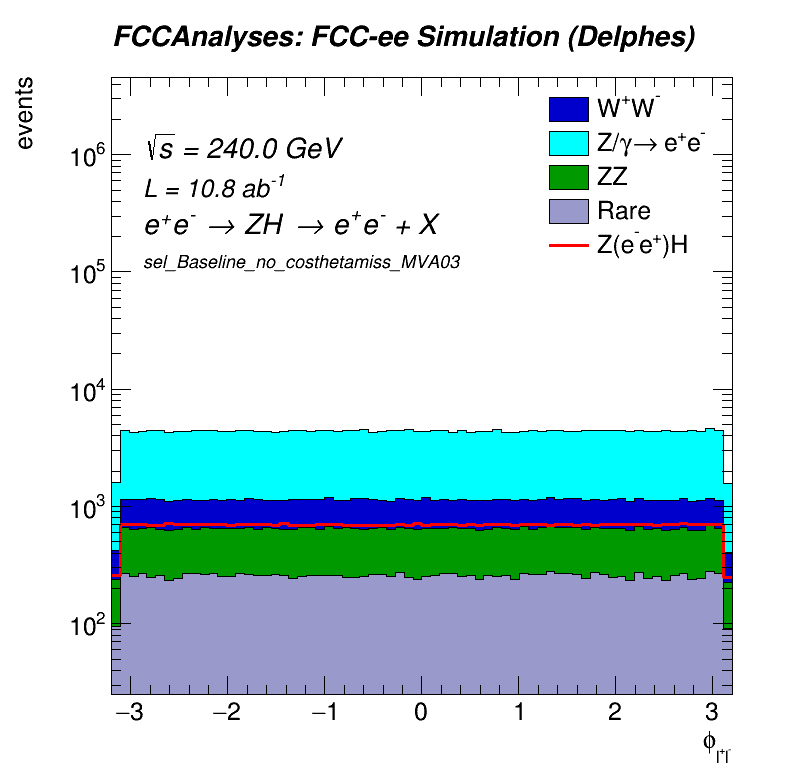 FCCAnalyses: FCC-ee Simulation (Delphes)
events
√s = 240.0 GeV
L = 10.8 ab⁻¹
e⁺e⁻ → ZH → e⁺e⁻ + X
sel_Baseline_no_costhetamiss_MVA03
W⁺W⁻
Z/γ→ e⁺e⁻
ZZ
Rare
Z(e⁻e⁺)H
10⁶
10⁵
10⁴
10³
10²
−3 −2 −1 0 1 2 3
ϕ_l⁺l⁻